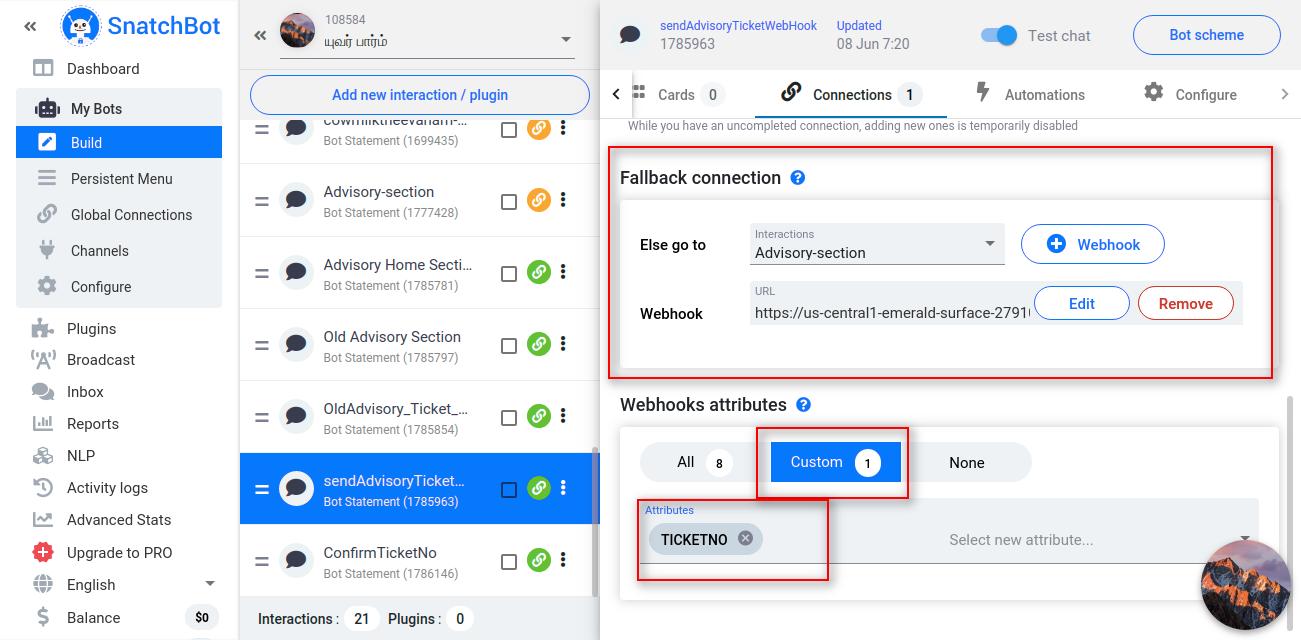 SnatchBot
Dashboard
My Bots
Build
Persistent Menu
Global Connections
Channels
Configure
Plugins
Broadcast
Inbox
Reports
NLP
Activity logs
Advanced Stats
Upgrade to PRO
English
Balance $0
108584
யுவர் பார்ம்
Add new interaction / plugin
cowmilktheevanam-...
Bot Statement (1699435)
Advisory-section
Bot Statement (1777428)
Advisory Home Secti...
Bot Statement (1785781)
Old Advisory Section
Bot Statement (1785797)
OldAdvisory_Ticket_...
Bot Statement (1785854)
sendAdvisoryTicket...
Bot Statement (1785963)
ConfirmTicketNo
Bot Statement (1786146)
Interactions : 21 Plugins : 0
sendAdvisoryTicketWebHook
1785963
Updated
08 Jun 7:20
Test chat
Bot scheme
Cards 0 Connections 1 Automations Configure
While you have an uncompleted connection, adding new ones is temporarily disabled
Fallback connection
Else go to
Interactions
Advisory-section
Webhook
Webhook
URL
https://us-central1-emerald-surface-2791
Edit Remove
Webhooks attributes
All 8 Custom 1 None
Attributes
TICKETNO
Select new attribute...